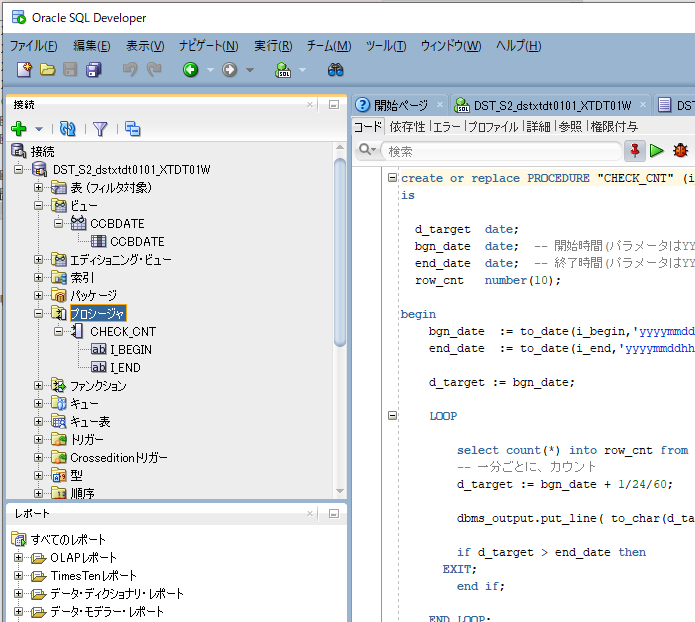 Oracle SQL Developer
ファイル(F) 編集(E) 表示(V) ナビゲート(N) 実行(R) チーム(M) ツール(T) ウィンドウ(W) ヘルプ(H)
接続
接続
DST_S2_dstxtdt0101_XTDT01W
表 (フィルタ対象)
ビュー
CCBDATE
CCBDATE
エディショニング・ビュー
索引
パッケージ
プロシージャ
CHECK_CNT
I_BEGIN
I_END
ファンクション
キュー
キュー表
トリガー
Crosseditionトリガー
型
順序
レポート
すべてのレポート
OLAPレポート
TimesTenレポート
データ・ディクショナリ・レポート
データ・モデラー・レポート
開始ページ DST_S2_dstxtdt0101_XTDT01W DST
コード 依存性 エラー プロファイル 詳細 参照 権限付与
検索
create or replace PROCEDURE "CHECK_CNT" (i
is
d_target date;
bgn_date date; -- 開始時間(パラメータはYY
end_date date; -- 終了時間(パラメータはYY
row_cnt number(10);
begin
bgn_date := to_date(i_begin,'yyyymmdd
end_date := to_date(i_end,'yyyymmddhh
d_target := bgn_date;
LOOP
select count(*) into row_cnt from
-- 一分ごとに、カウント
d_target := bgn_date + 1/24/60;
dbms_output.put_line( to_char(d_ta
if d_target > end_date then
EXIT;
end if;
END LOOP;